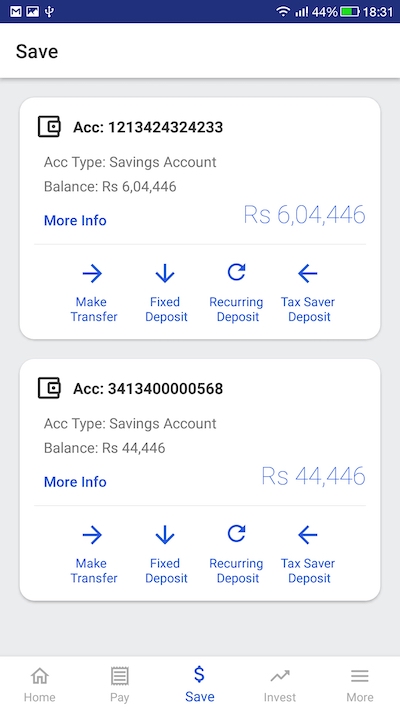 44% 18:31
Save
Acc: 1213424324233
Acc Type: Savings Account
Balance: Rs 6,04,446
More Info
Rs 6,04,446
Make Transfer
Fixed Deposit
Recurring Deposit
Tax Saver Deposit
Acc: 3413400000568
Acc Type: Savings Account
Balance: Rs 44,446
More Info
Rs 44,446
Make Transfer
Fixed Deposit
Recurring Deposit
Tax Saver Deposit
Home
Pay
Save
Invest
More